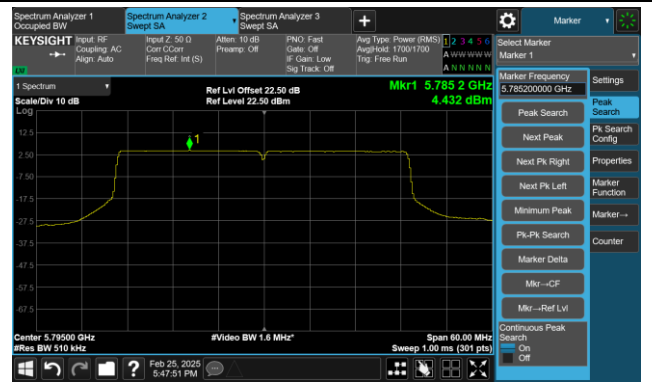 Spectrum Analyzer 1
Occupied BW
Spectrum Analyzer 2
Swept SA
Spectrum Analyzer 3
Swept SA
Marker
KEYSIGHT
Input: RF
Coupling: AC
Align: Auto
Input Z: 50 Ω
Corr CCorr
Freq Ref: Int (S)
Atten: 10 dB
Preamp: Off
PNO: Fast
Gate: Off
IF Gain: Low
Sig Track: Off
Avg Type: Power (RMS)
Avg|Hold: 1700/1700
Trig: Free Run
1 2 3 4 5 6
A W W W W W
A N N N N N
LW
Select Marker
Marker 1
1 Spectrum
Scale/Div 10 dB
Log
Ref Lvl Offset 22.50 dB
Ref Level 22.50 dBm
Mkr1 5.785 2 GHz
4.432 dBm
12.5
2.50
-7.50
-17.5
-27.5
-37.5
-47.5
-57.5
-67.5
1
Center 5.79500 GHz
#Res BW 510 kHz
#Video BW 1.6 MHz*
Span 60.00 MHz
Sweep 1.00 ms (301 pts)
Marker Frequency
5.785200000 GHz
Peak Search
Next Peak
Next Pk Right
Next Pk Left
Minimum Peak
Pk-Pk Search
Marker Delta
Mkr→CF
Mkr→Ref Lvl
Continuous Peak
Search
On
Off
Settings
Peak
Search
Pk Search
Config
Properties
Marker
Function
Marker→
Counter
Feb 25, 2025
5:47:51 PM